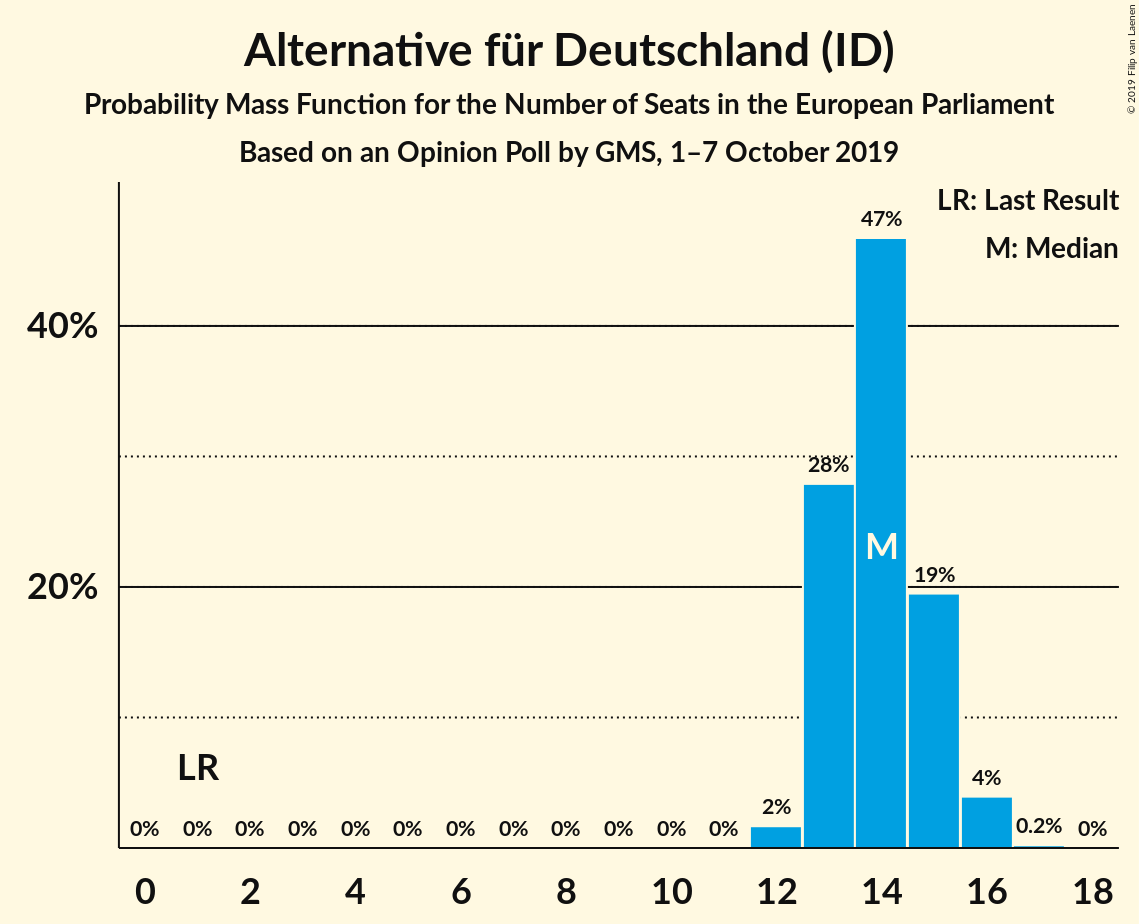 Alternative für Deutschland (ID)
Probability Mass Function for the Number of Seats in the European Parliament
Based on an Opinion Poll by GMS, 1–7 October 2019
© 2019 Filip van Laenen
LR: Last Result
M: Median
47%
40%
28%
M
20%
19%
LR
4%
2%
0% 0% 0% 0% 0% 0% 0% 0% 0% 0% 0% 0% 0.2% 0%
0 2 4 6 8 10 12 14 16 18